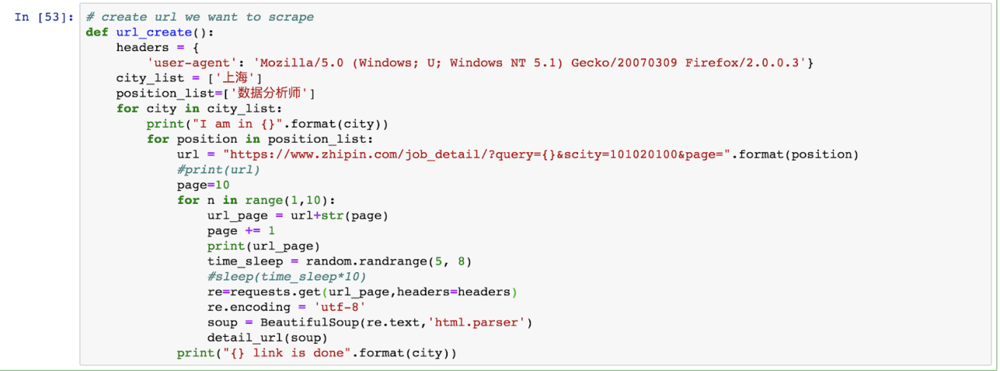 In [53]: # create url we want to scrape
def url_create():
    headers = {
        'user-agent': 'Mozilla/5.0 (Windows; U; Windows NT 5.1) Gecko/20070309 Firefox/2.0.0.3'}
    city_list = ['上海']
    position_list=['数据分析师']
    for city in city_list:
        print("I am in {}".format(city))
        for position in position_list:
            url = "https://www.zhipin.com/job_detail/?query={}&scity=101020100&page=".format(position)
            #print(url)
            page=10
            for n in range(1,10):
                url_page = url+str(page)
                page += 1
                print(url_page)
                time_sleep = random.randrange(5, 8)
                #sleep(time_sleep*10)
                re=requests.get(url_page,headers=headers)
                re.encoding = 'utf-8'
                soup = BeautifulSoup(re.text,'html.parser')
                detail_url(soup)
            print("{} link is done".format(city))